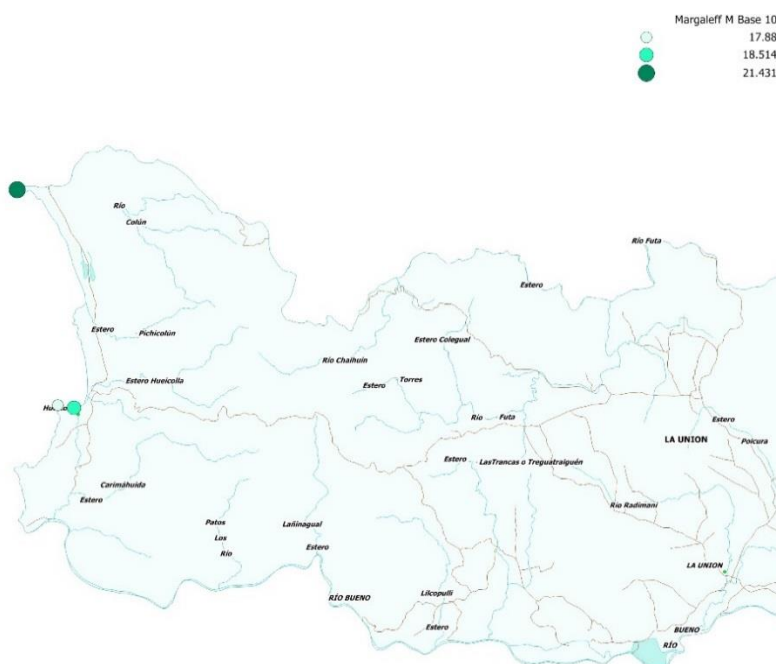 Margaleff M Base 10
17.88
18.514
21.431
Río
Colún
Río Futa
Estero
Estero
Pichicolún
Estero Colegual
Río Chaihuín
Estero Hueicolla
Estero
Torres
Río
Futa
Estero
Poicura
LA UNION
Estero
LasTrancas o Treguatraiguén
Carimáhuida
Estero
Río Radimani
Patos
Los
Río
Lañinagual
Estero
LA UNION
RÍO BUENO
Lilcopulli
Estero
BUENO
RÍO